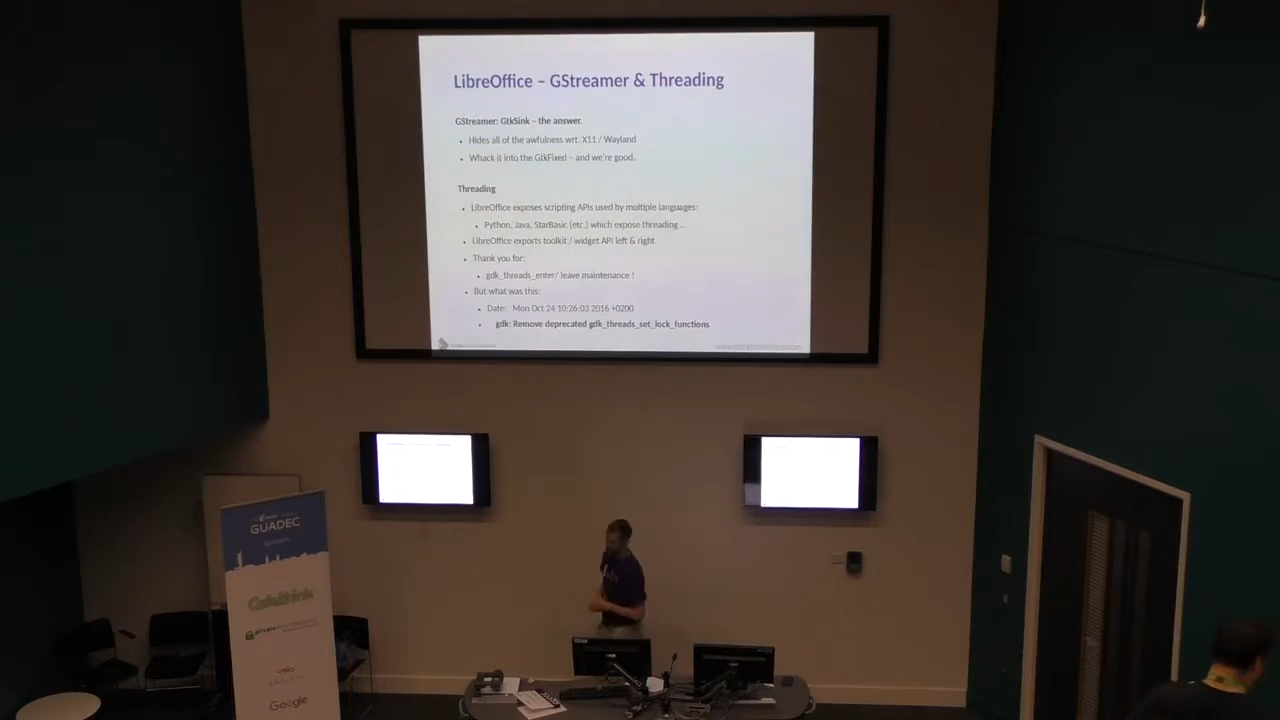 LibreOffice – GStreamer & Threading
GStreamer: GtkSink – the answer.
• Hides all of the awfulness wrt. X11 / Wayland
• Whack it into the GtkFixed – and we're good.
Threading
• LibreOffice exposes scripting APIs used by multiple languages:
• Python, Java, StarBasic (etc.) which expose threading ...
• LibreOffice exports toolkit / widget API left & right.
• Thank you for:
• gdk_threads_enter/ leave maintenance !
• But what was this:
• Date: Mon Oct 24 10:26:03 2016 +0200
• gdk: Remove deprecated gdk_threads_set_lock_functions
GUADEC
Codethink
Google